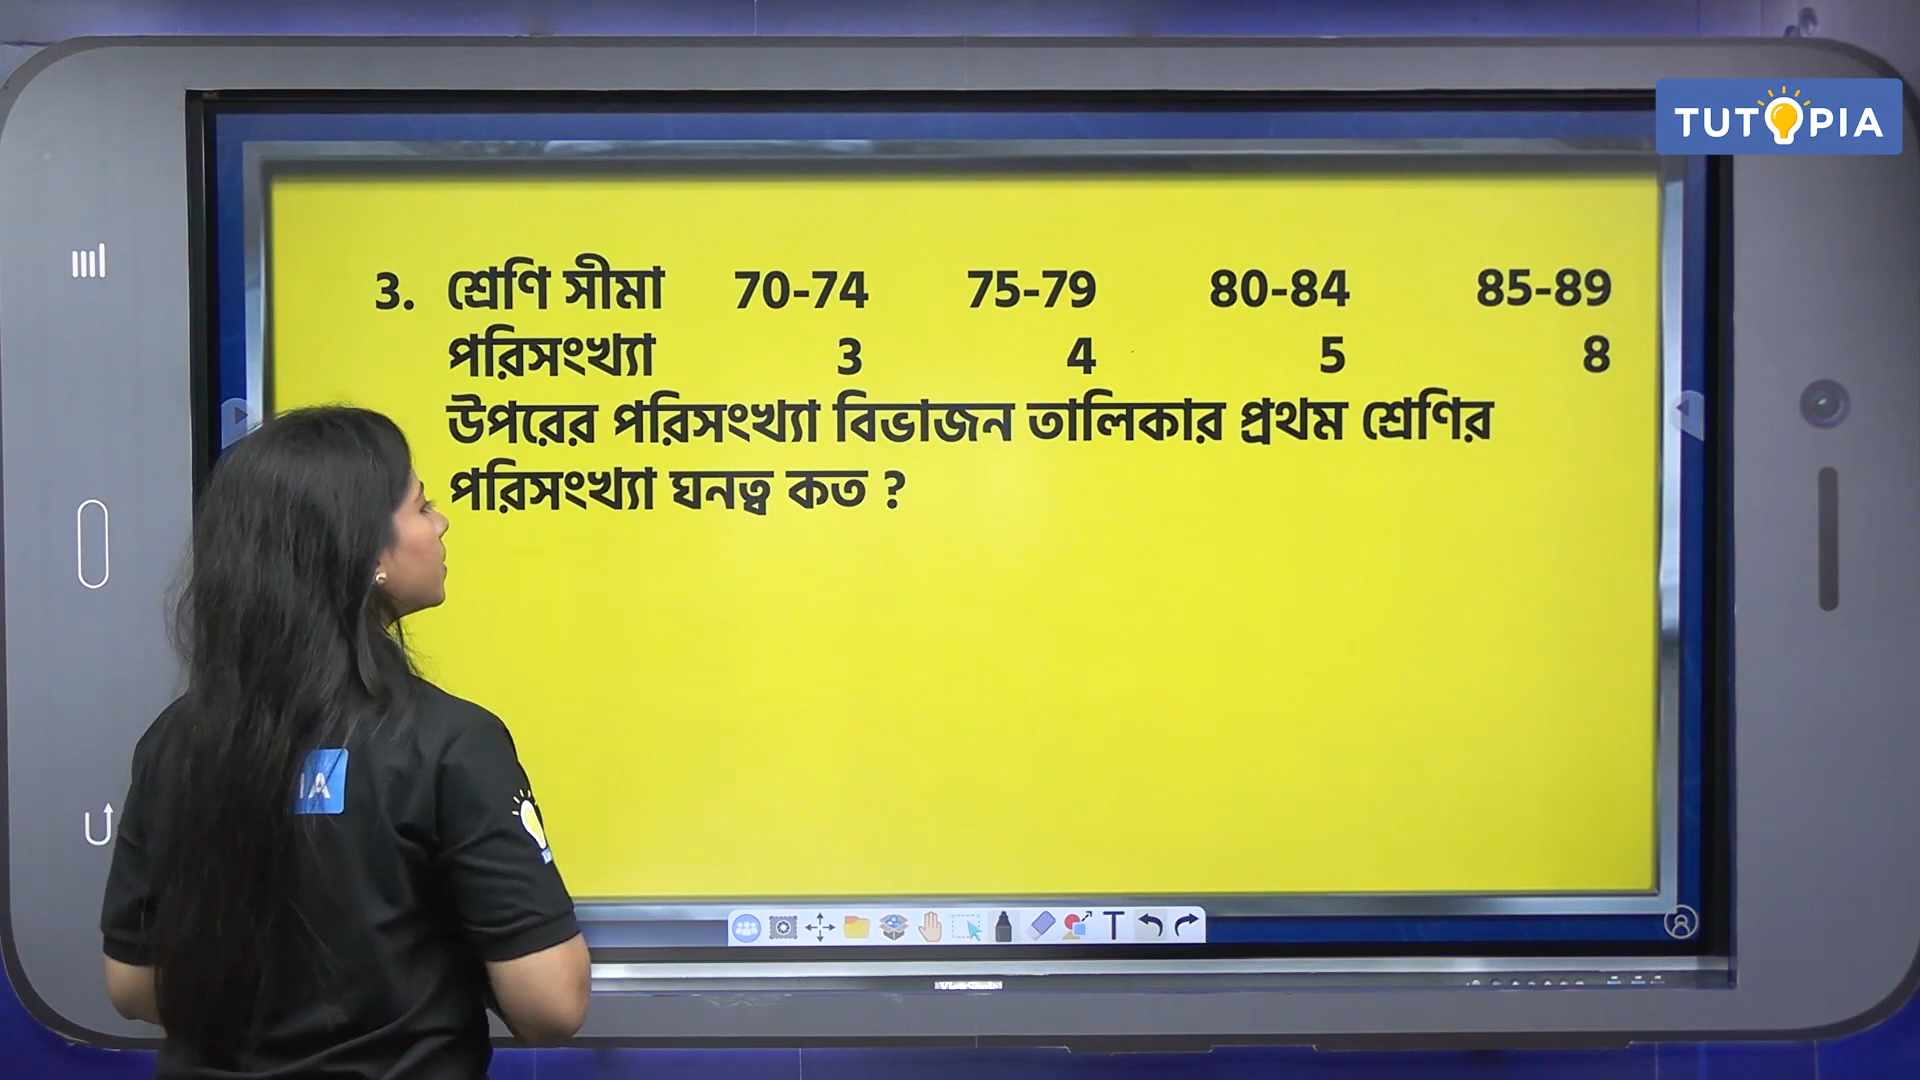 TUTOPIA
3. শ্রেণি সীমা 70-74 75-79 80-84 85-89
পরিসংখ্যা 3 4 5 8
উপরের পরিসংখ্যা বিভাজন তালিকার প্রথম শ্রেণির
পরিসংখ্যা ঘনত্ব কত ?
IA
T